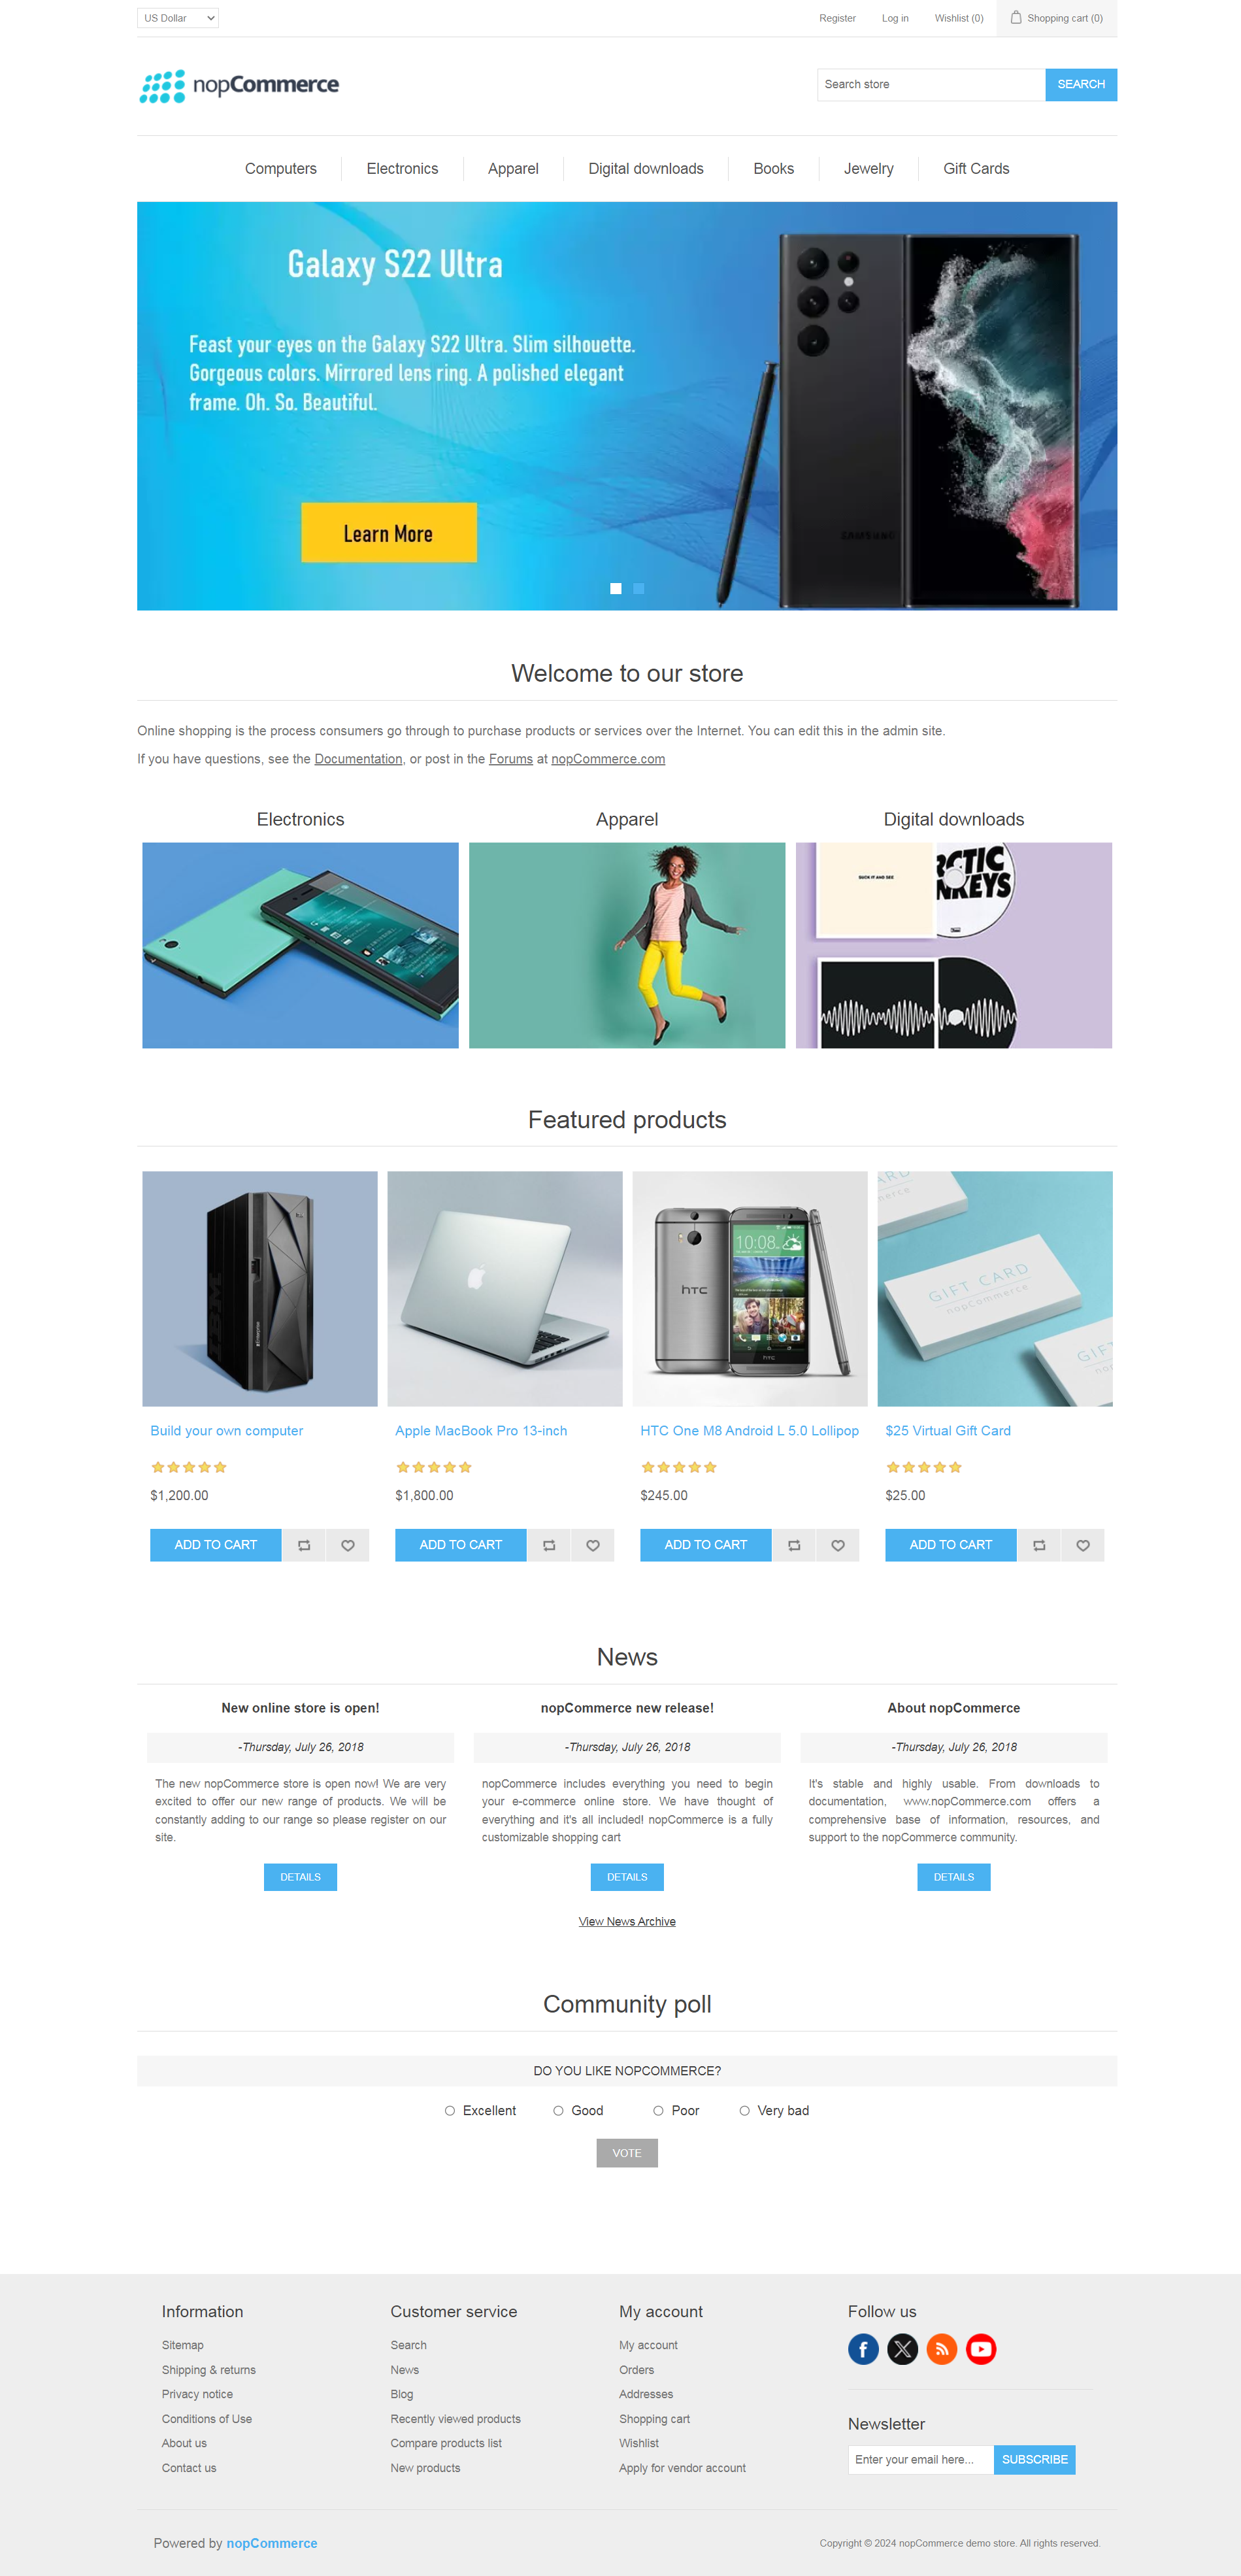 US Dollar
Register
Log in
Wishlist (0)
Shopping cart (0)
nopCommerce
Search store
SEARCH
Computers
Electronics
Apparel
Digital downloads
Books
Jewelry
Gift Cards
Galaxy S22 Ultra
Feast your eyes on the Galaxy S22 Ultra. Slim silhouette.
Gorgeous colors. Mirrored lens ring. A polished elegant
frame. Oh. So. Beautiful.
Learn More
SAMSUNG
Welcome to our store
Online shopping is the process consumers go through to purchase products or services over the Internet. You can edit this in the admin site.
If you have questions, see the Documentation, or post in the Forums at nopCommerce.com
Electronics
Apparel
Digital downloads
SUCK IT AND SEE
Featured products
IBM
hTC
10:08
GIFT CARD
nopCommerce
Build your own computer
Apple MacBook Pro 13-inch
HTC One M8 Android L 5.0 Lollipop
$25 Virtual Gift Card
$1,200.00
$1,800.00
$245.00
$25.00
ADD TO CART
ADD TO CART
ADD TO CART
ADD TO CART
News
New online store is open!
-Thursday, July 26, 2018
The new nopCommerce store is open now! We are very
excited to offer our new range of products. We will be
constantly adding to our range so please register on our
site.
DETAILS
nopCommerce new release!
-Thursday, July 26, 2018
nopCommerce includes everything you need to begin
your e-commerce online store. We have thought of
everything and it's all included! nopCommerce is a fully
customizable shopping cart
DETAILS
About nopCommerce
-Thursday, July 26, 2018
It's stable and highly usable. From downloads to
documentation, www.nopCommerce.com offers a
comprehensive base of information, resources, and
support to the nopCommerce community.
DETAILS
View News Archive
Community poll
DO YOU LIKE NOPCOMMERCE?
Excellent
Good
Poor
Very bad
VOTE
Information
Sitemap
Shipping & returns
Privacy notice
Conditions of Use
About us
Contact us
Customer service
Search
News
Blog
Recently viewed products
Compare products list
New products
My account
My account
Orders
Addresses
Shopping cart
Wishlist
Apply for vendor account
Follow us
Newsletter
Enter your email here...
SUBSCRIBE
Powered by nopCommerce
Copyright © 2024 nopCommerce demo store. All rights reserved.